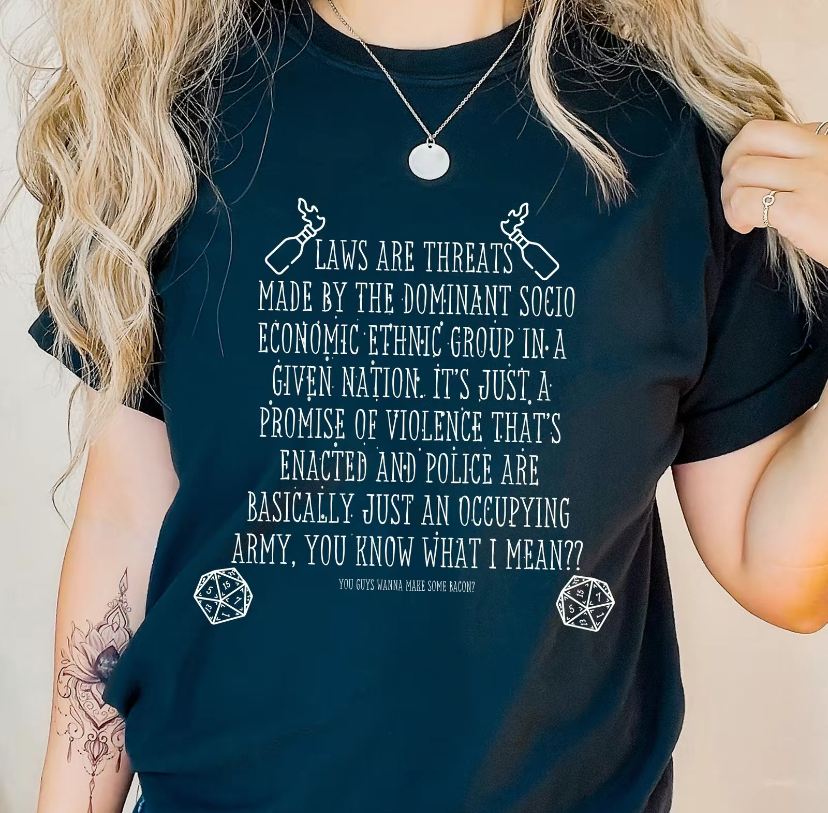 LAWS ARE THREATS
MADE BY THE DOMINANT SOCIO
ECONOMIC ETHNIC GROUP IN A
GIVEN NATION. IT'S JUST A
PROMISE OF VIOLENCE THAT'S
ENACTED AND POLICE ARE
BASICALLY JUST AN OCCUPYING
ARMY, YOU KNOW WHAT I MEAN??
YOU GUYS WANNA MAKE SOME BACON?